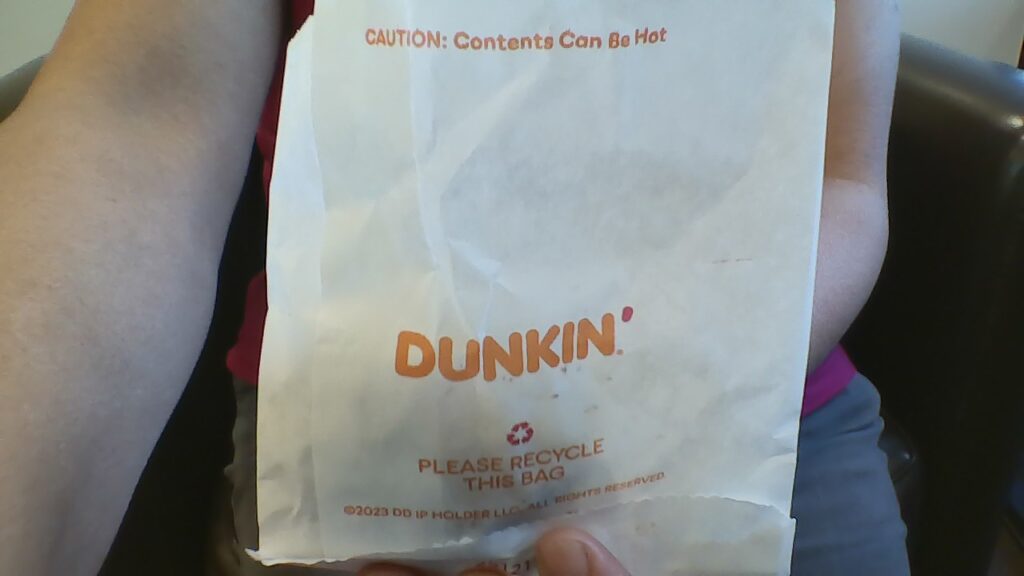 CAUTION: Contents Can Be Hot
DUNKIN'
PLEASE RECYCLE
THIS BAG
©2023 DD IP HOLDER LLC. ALL RIGHTS RESERVED.